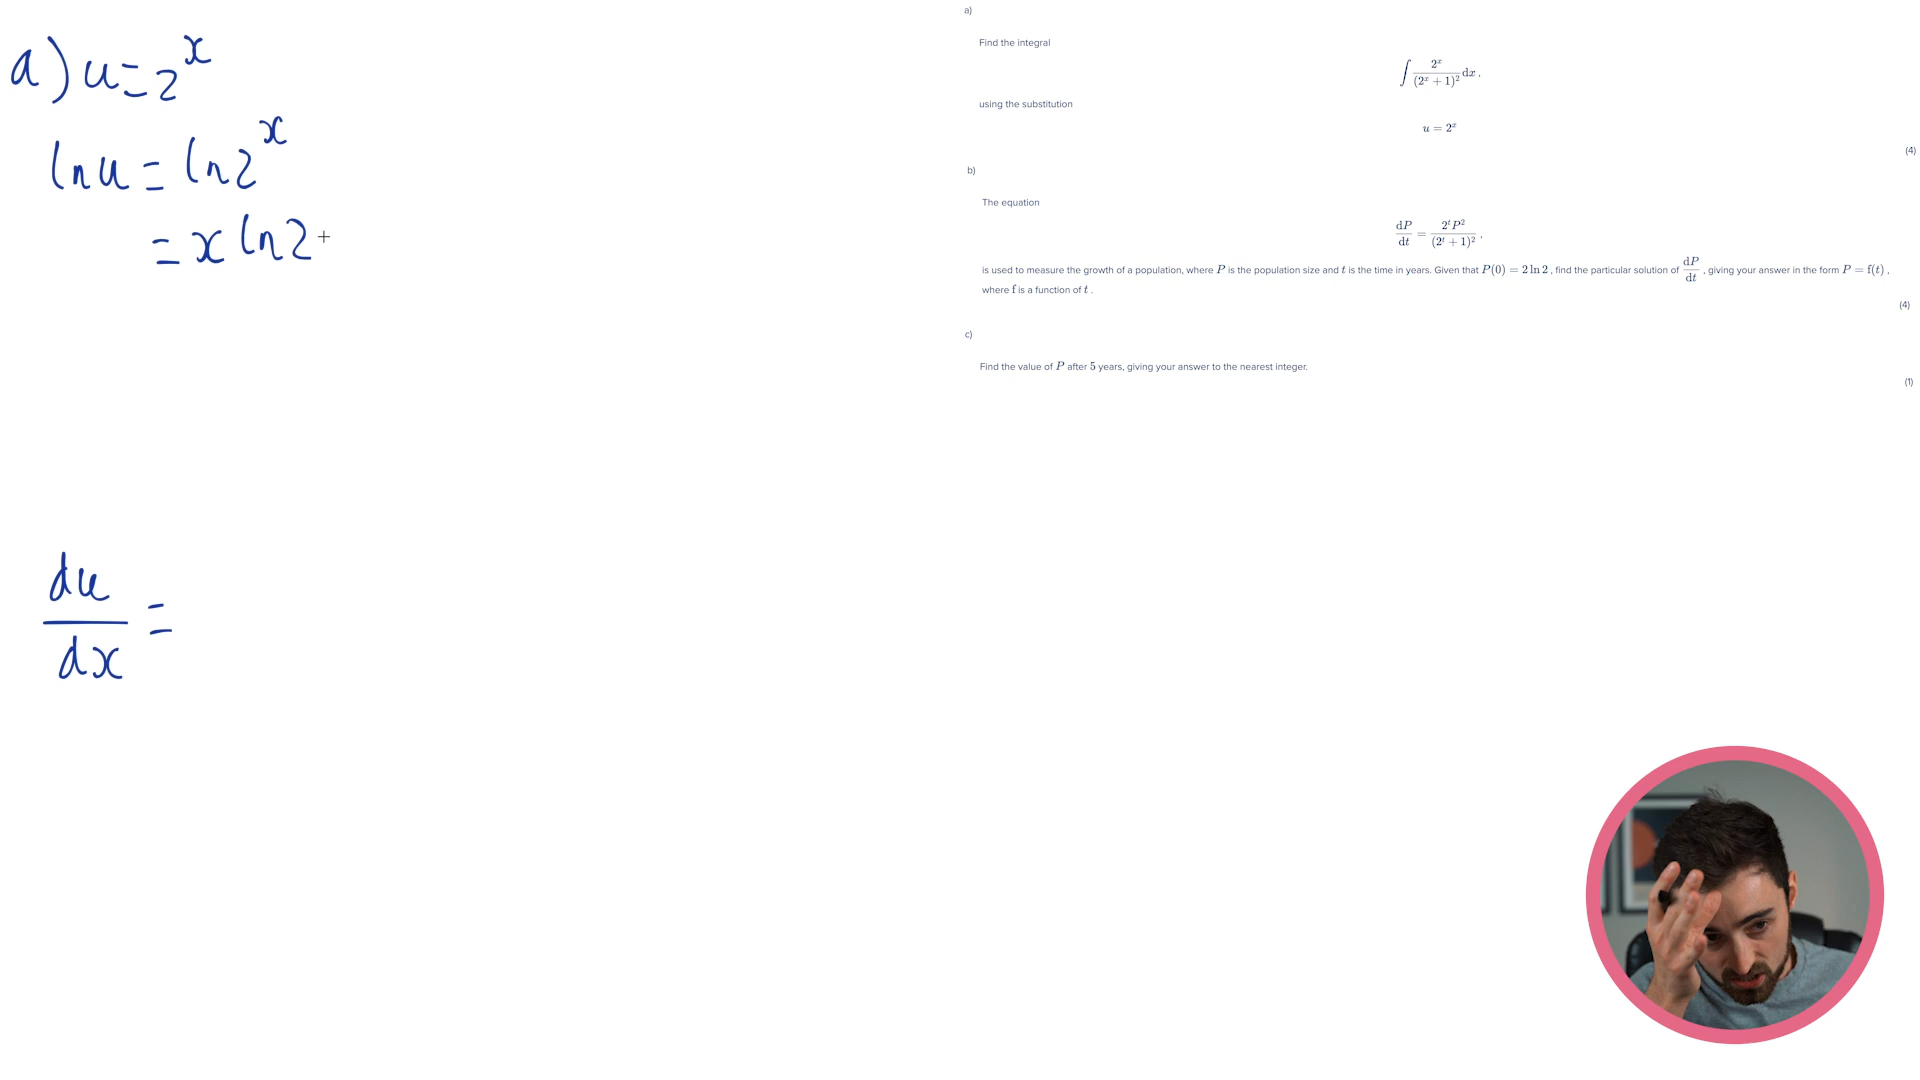 a) u = 2^x
ln u = ln 2^x
= x ln 2
du/dx =
a)
Find the integral
∫ 2^x/(2^x + 1)^2 dx .
using the substitution
u = 2^x
(4)
b)
The equation
dP/dt = 2^t P^2/(2^t + 1)^2 .
is used to measure the growth of a population, where P is the population size and t is the time in years. Given that P(0) = 2 ln 2 , find the particular solution of dP/dt , giving your answer in the form P = f(t) ,
where f is a function of t .
(4)
c)
Find the value of P after 5 years, giving your answer to the nearest integer.
(1)